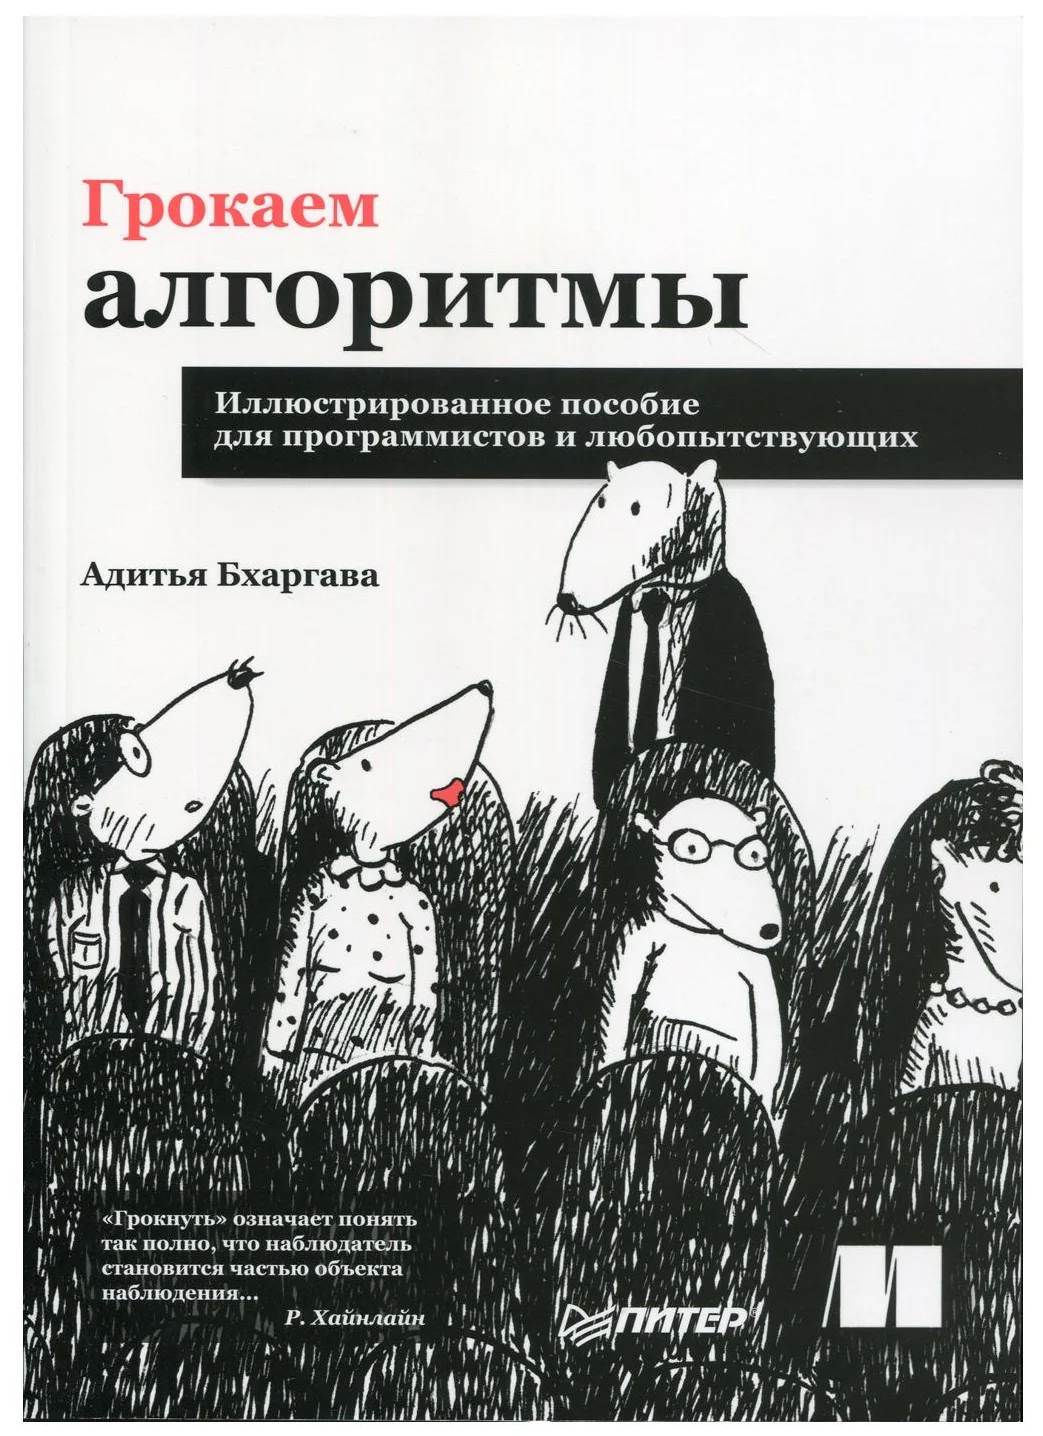 Грокаем
алгоритмы
Иллюстрированное пособие
для программистов и любопытствующих
Адитья Бхаргава
«Грокнуть» означает понять
так полно, что наблюдатель
становится частью объекта
наблюдения...
Р. Хайнлайн
ПИТЕР®